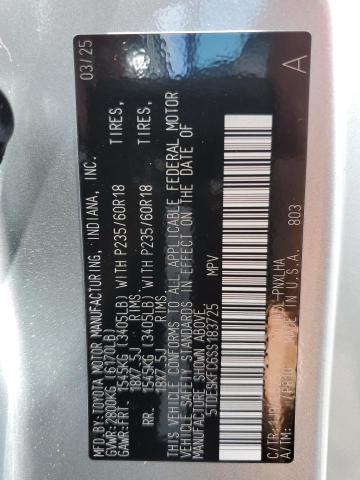 MFD.BY:TOYOTA MOTOR MANUFACTURING, INDIANA, INC. 03/25
GVWR:2800KG (6170LB)
GAWR:FRT. 1545KG (3405LB) WITH P235/60R18 TIRES,
18X7.5J RIMS
RR. 1545KG (3405LB) WITH P235/60R18 TIRES,
18X7.5J RIMS
THIS VEHICLE CONFORMS TO ALL APPLICABLE FEDERAL MOTOR
VEHICLE SAFETY STANDARDS IN EFFECT ON THE DATE OF
MANUFACTURE SHOWN ABOVE.
MPV A
C/TR: 803
A/TM: MADE IN U.S.A.